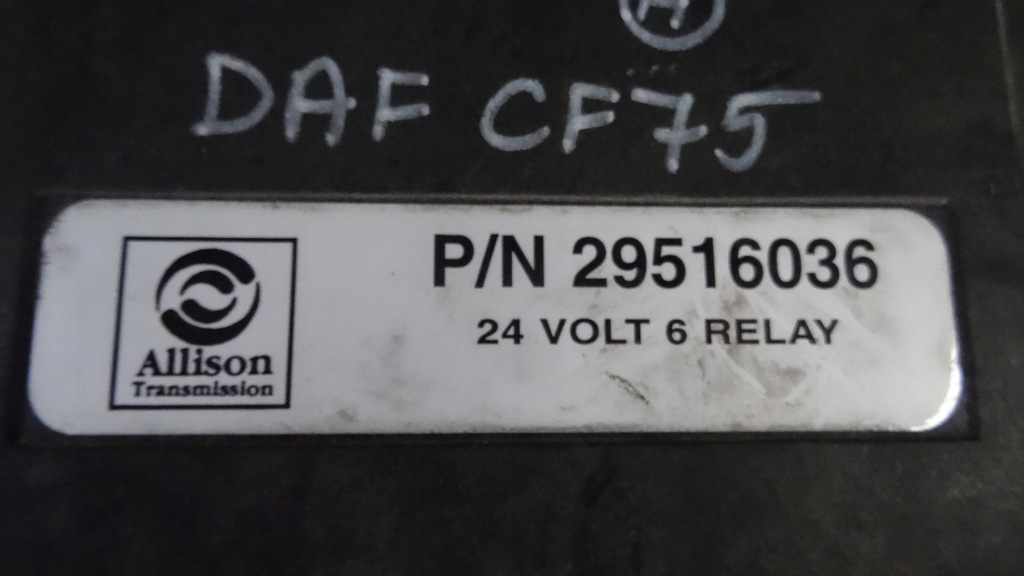 DAF CF75
P/N 29516036
24 VOLT 6 RELAY
Allison
Transmission